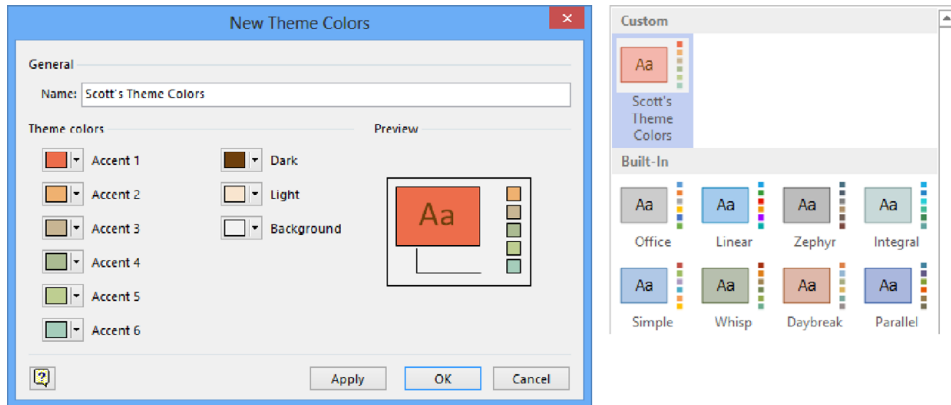 New Theme Colors
General
Name: Scott's Theme Colors
Theme colors
Preview
Accent 1
Dark
Accent 2
Light
Accent 3
Background
Accent 4
Accent 5
Accent 6
Aa
Apply
OK
Cancel
Custom
Aa
Scott's
Theme
Colors
Built-In
Aa Aa Aa Aa
Office Linear Zephyr Integral
Aa Aa Aa Aa
Simple Whisp Daybreak Parallel